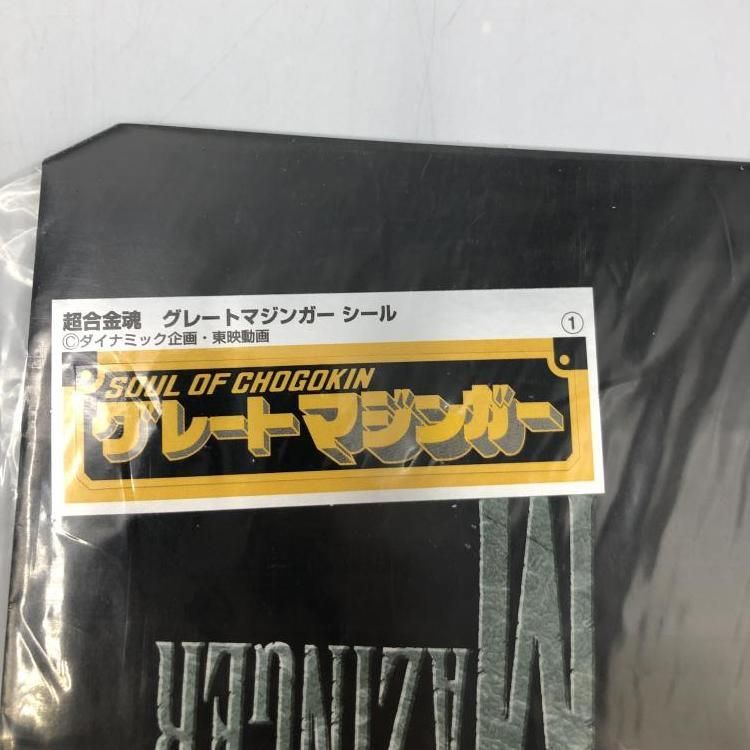 超合金魂 グレートマジンガー シール ①
©ダイナミック企画・東映動画
SOUL OF CHOGOKIN
グレートマジンガー
MAZINGER